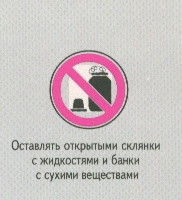 Оставлять открытыми склянки
с жидкостями и банки
с сухими веществами